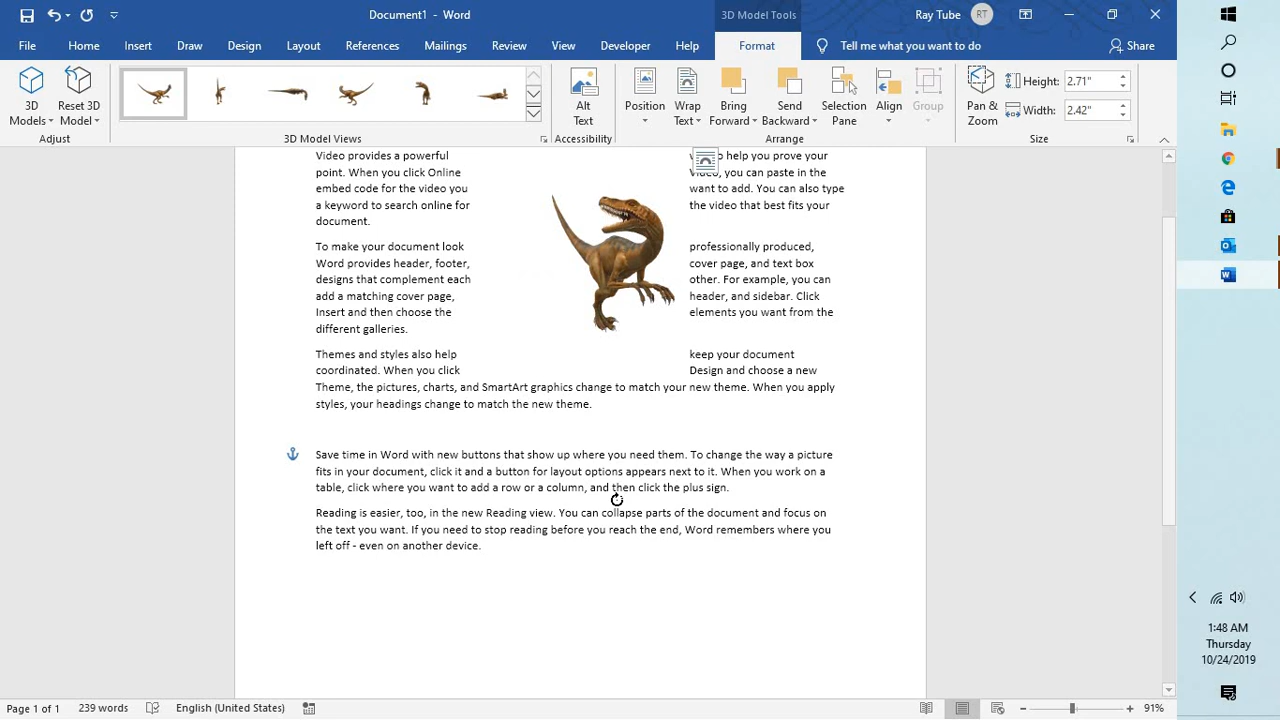 Document1 - Word
3D Model Tools
Ray Tube
RT
File
Home
Insert
Draw
Design
Layout
References
Mailings
Review
View
Developer
Help
Format
Tell me what you want to do
Share
3D
Models
Reset 3D
Model
Adjust
3D Model Views
Alt
Text
Accessibility
Position
Wrap
Text
Bring
Forward
Send
Backward
Selection
Pane
Align
Group
Arrange
Pan &
Zoom
Height: 2.71"
Width: 2.42"
Size
Video provides a powerful
help you prove your
point. When you click Online
Video, you can paste in the
embed code for the video you
want to add. You can also type
a keyword to search online for
the video that best fits your
document.
To make your document look
professionally produced,
Word provides header, footer,
cover page, and text box
designs that complement each
other. For example, you can
add a matching cover page,
header, and sidebar. Click
Insert and then choose the
elements you want from the
different galleries.
Themes and styles also help
keep your document
coordinated. When you click
Design and choose a new
Theme, the pictures, charts, and SmartArt graphics change to match your new theme. When you apply
styles, your headings change to match the new theme.
Save time in Word with new buttons that show up where you need them. To change the way a picture
fits in your document, click it and a button for layout options appears next to it. When you work on a
table, click where you want to add a row or a column, and then click the plus sign.
Reading is easier, too, in the new Reading view. You can collapse parts of the document and focus on
the text you want. If you need to stop reading before you reach the end, Word remembers where you
left off - even on another device.
1:48 AM
Thursday
10/24/2019
Page 1 of 1
239 words
English (United States)
91%